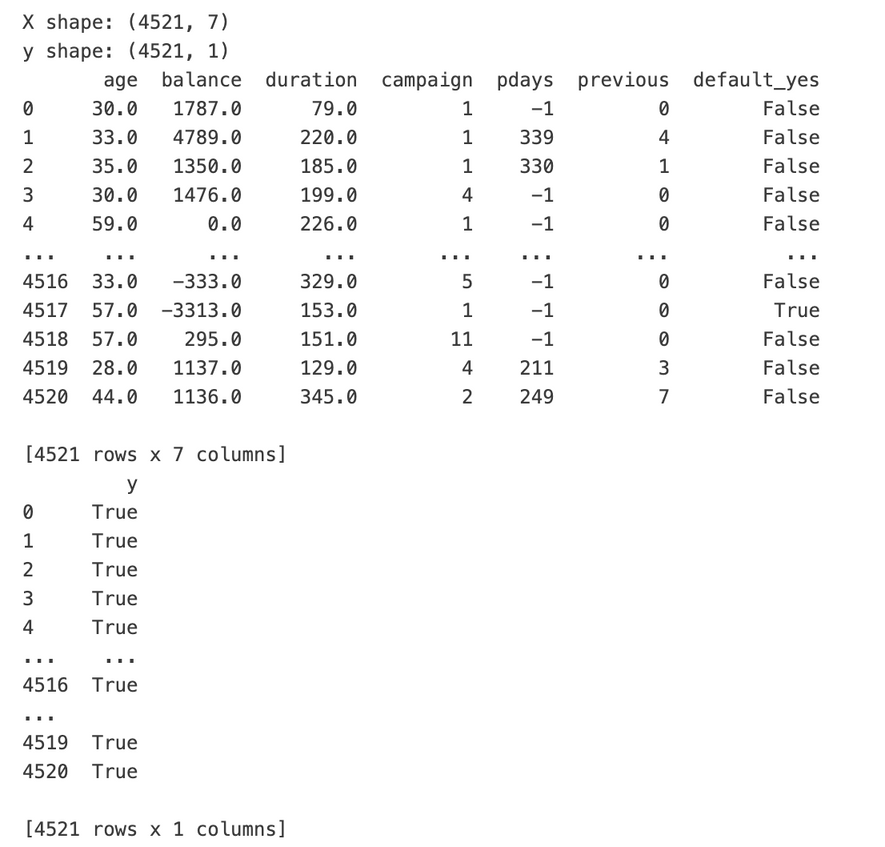 X shape: (4521, 7)
y shape: (4521, 1)
age balance duration campaign pdays previous default_yes
0 30.0 1787.0 79.0 1 -1 0 False
1 33.0 4789.0 220.0 1 339 4 False
2 35.0 1350.0 185.0 1 330 1 False
3 30.0 1476.0 199.0 4 -1 0 False
4 59.0 0.0 226.0 1 -1 0 False
... ... ... ... ... ... ... ...
4516 33.0 -333.0 329.0 5 -1 0 False
4517 57.0 -3313.0 153.0 1 -1 0 True
4518 57.0 295.0 151.0 11 -1 0 False
4519 28.0 1137.0 129.0 4 211 3 False
4520 44.0 1136.0 345.0 2 249 7 False
[4521 rows x 7 columns]
y
0 True
1 True
2 True
3 True
4 True
... ...
4516 True
...
4519 True
4520 True
[4521 rows x 1 columns]